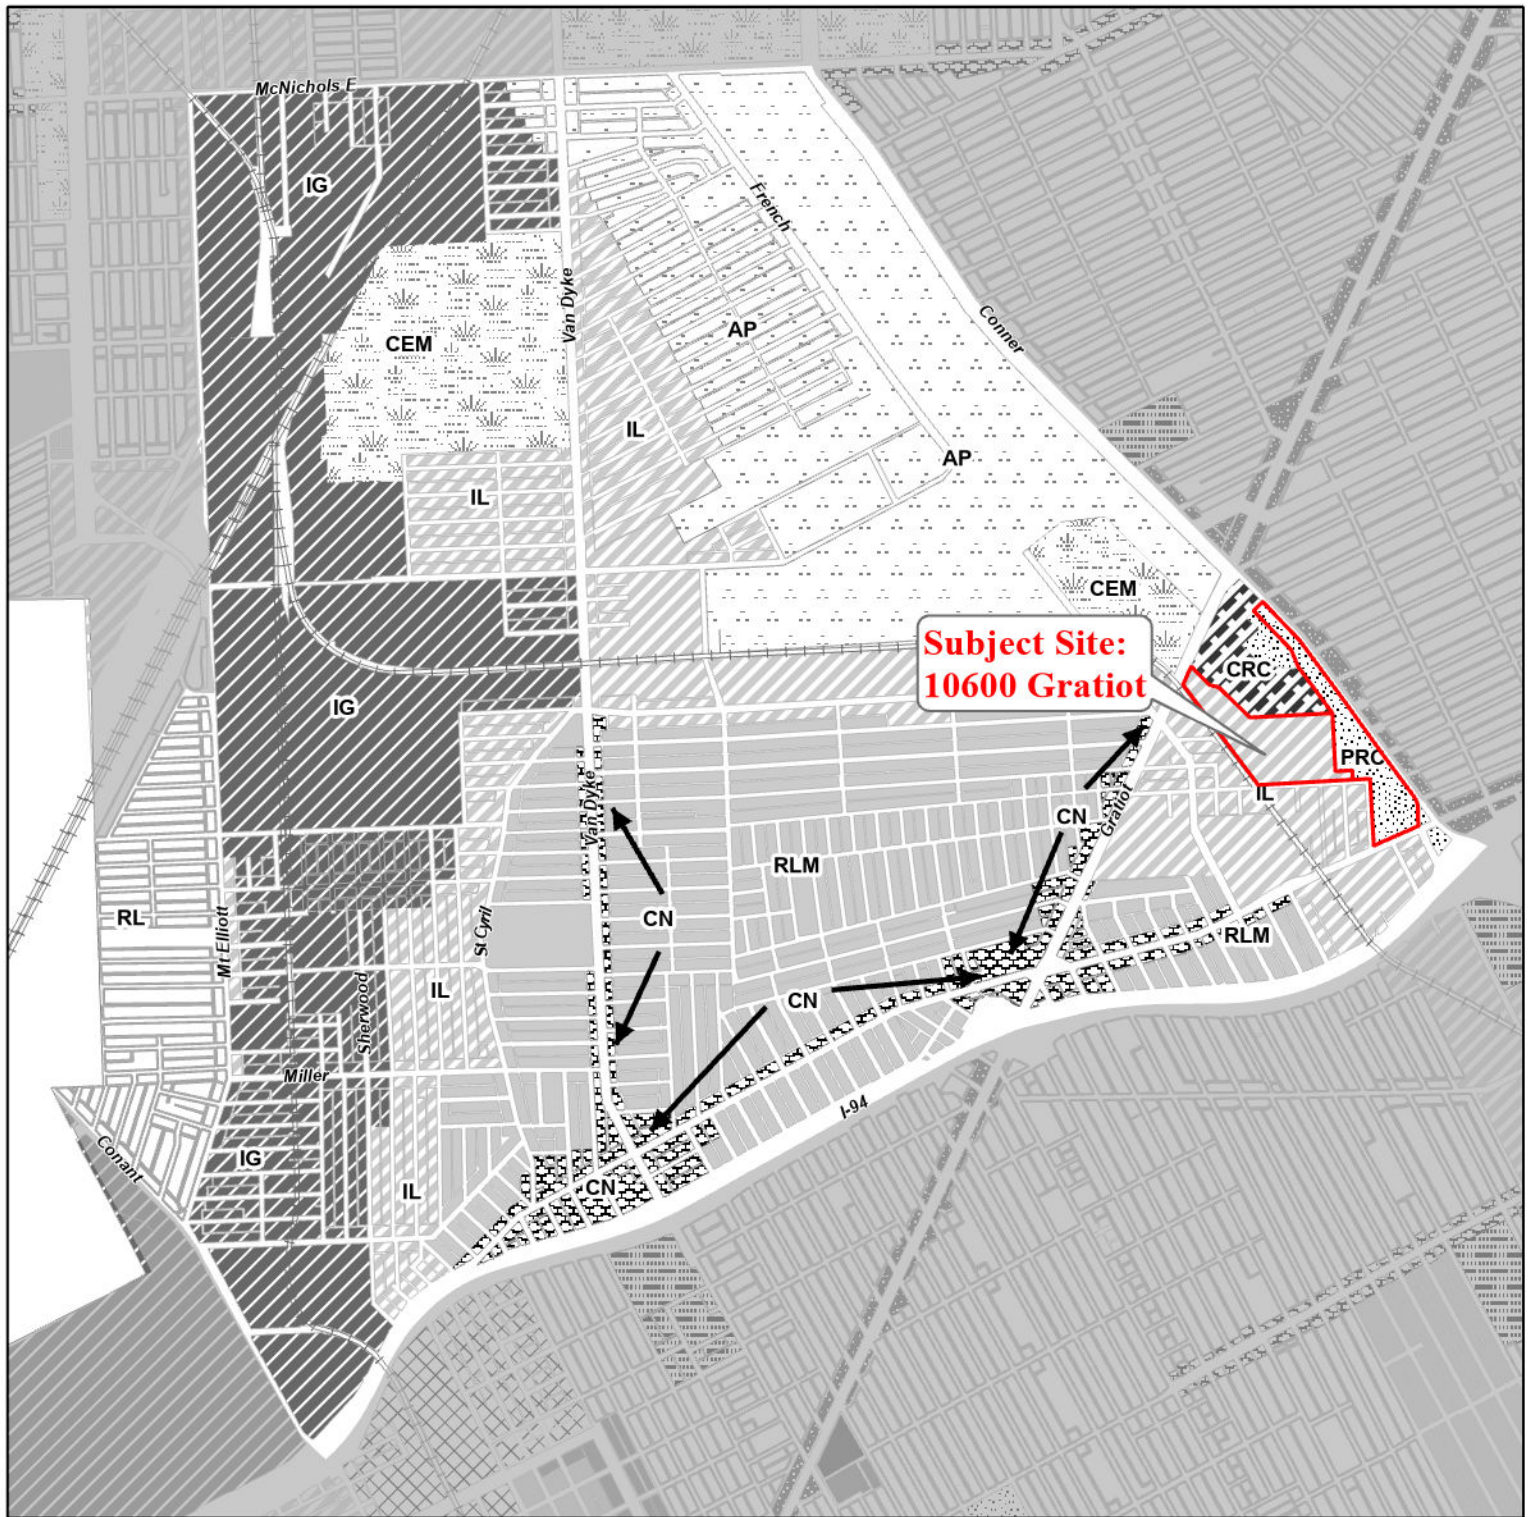 McNichols E
IG
French
Van Dyke
Conner
AP
CEM
IL
AP
IL
CEM
Subject Site:
10600 Gratiot
CRC
IG
PRC
IL
Van Dyke
CN
Gratiot
RLM
RL
CN
Mt Elliott
St Cyril
RLM
IL
CN
Sherwood
Miller
I-94
Conant
IG
IL
CN